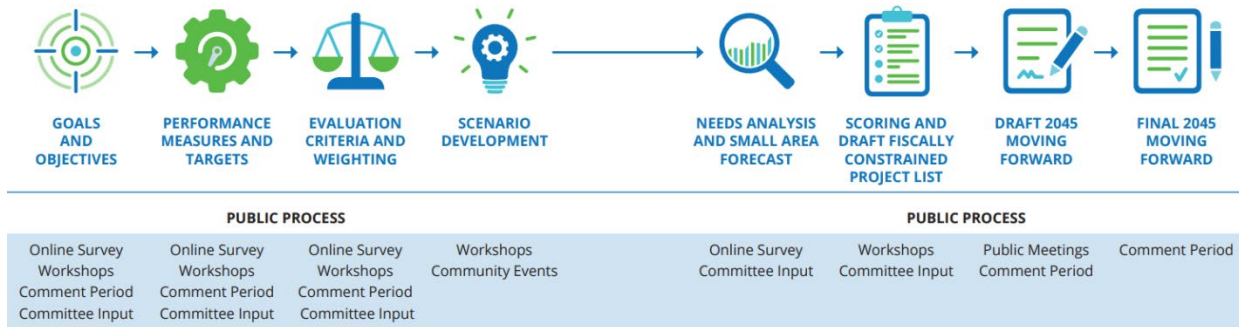 GOALS
AND
OBJECTIVES
PERFORMANCE
MEASURES AND
TARGETS
EVALUATION
CRITERIA AND
WEIGHTING
SCENARIO
DEVELOPMENT
NEEDS ANALYSIS
AND SMALL AREA
FORECAST
SCORING AND
DRAFT FISCALLY
CONSTRAINED
PROJECT LIST
DRAFT 2045
MOVING
FORWARD
FINAL 2045
MOVING
FORWARD
PUBLIC PROCESS
Online Survey
Workshops
Comment Period
Committee Input
Online Survey
Workshops
Comment Period
Committee Input
Online Survey
Workshops
Comment Period
Committee Input
Workshops
Community Events
PUBLIC PROCESS
Online Survey
Committee Input
Workshops
Committee Input
Public Meetings
Comment Period
Comment Period